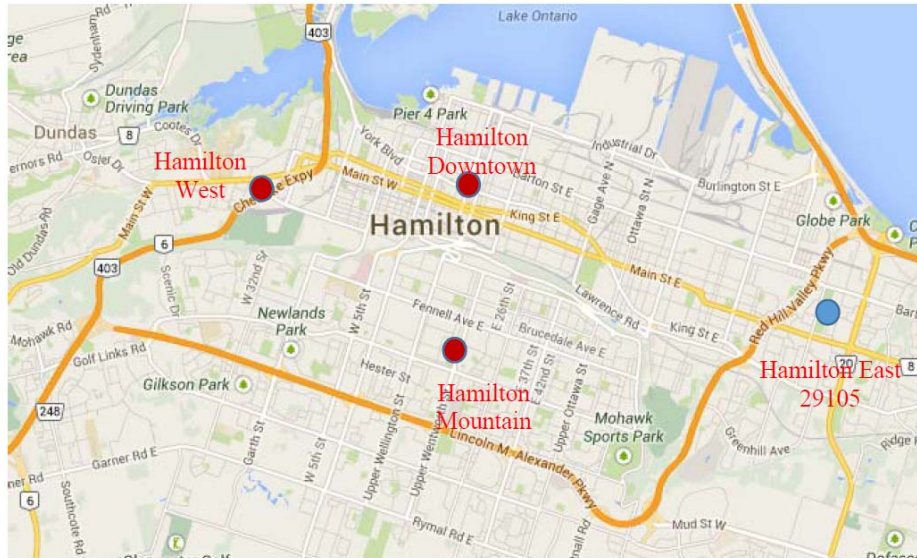 Lake Ontario
403
Dundas
Driving Park
Sydenham
Pier 4 Park
Hamilton
Downtown
8
Cootes Dr
Dundas
Osler Dr
York Blvd
Industrial Dr
Hamilton
West
Barton St E
Burlington St E
Main St W
Gage Ave N
Ottawa St N
Main St W
King St E
Globe Park
Hamilton
6
Old Dundas Rd
403
Scenic Dr
W 32nd St
Main St E
Red Hill Valley Pkwy
Newlands
Park
W 5th St
Fennell Ave E
E 26th St
Lawrence Rd
King St E
Mohawk Rd
Golf Links Rd
Brucedale Ave E
Hester St
E 37th St
E 42nd St
20
8
Hamilton East
29105
Gilkson Park
Hamilton
Mountain
248
Garth St
W 5th St
Upper Wellington St
Upper Wentworth
Upper Ottawa St
Mohawk
Sports Park
Greenhill Ave
Lincoln M. Alexander Pkwy
Garner Rd E
6
Southcote Rd
Rymal Rd E
Mud St W